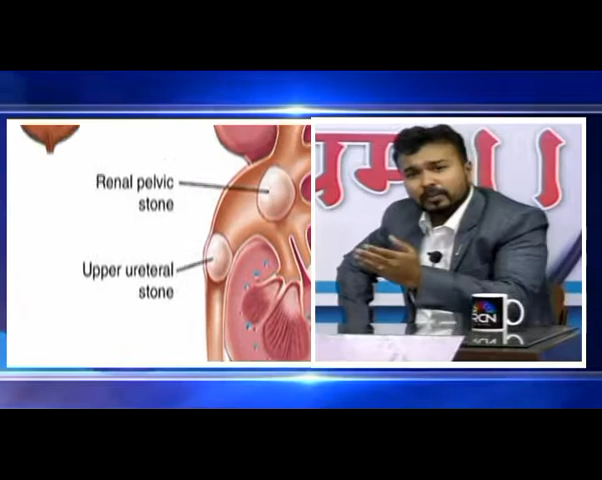 Renal pelvic
stone
Upper ureteral
stone
RCN